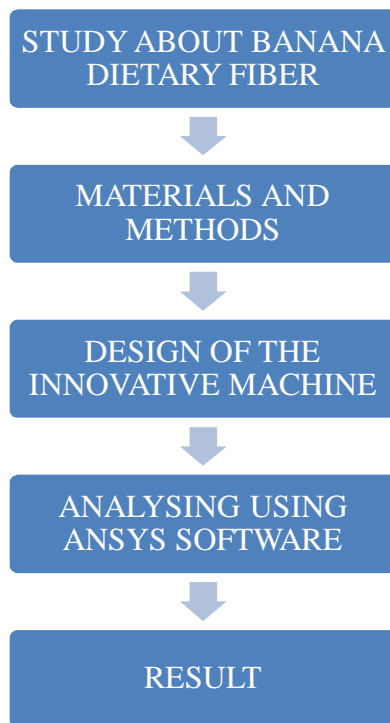 STUDY ABOUT BANANA
DIETARY FIBER
MATERIALS AND
METHODS
DESIGN OF THE
INNOVATIVE MACHINE
ANALYSING USING
ANSYS SOFTWARE
RESULT